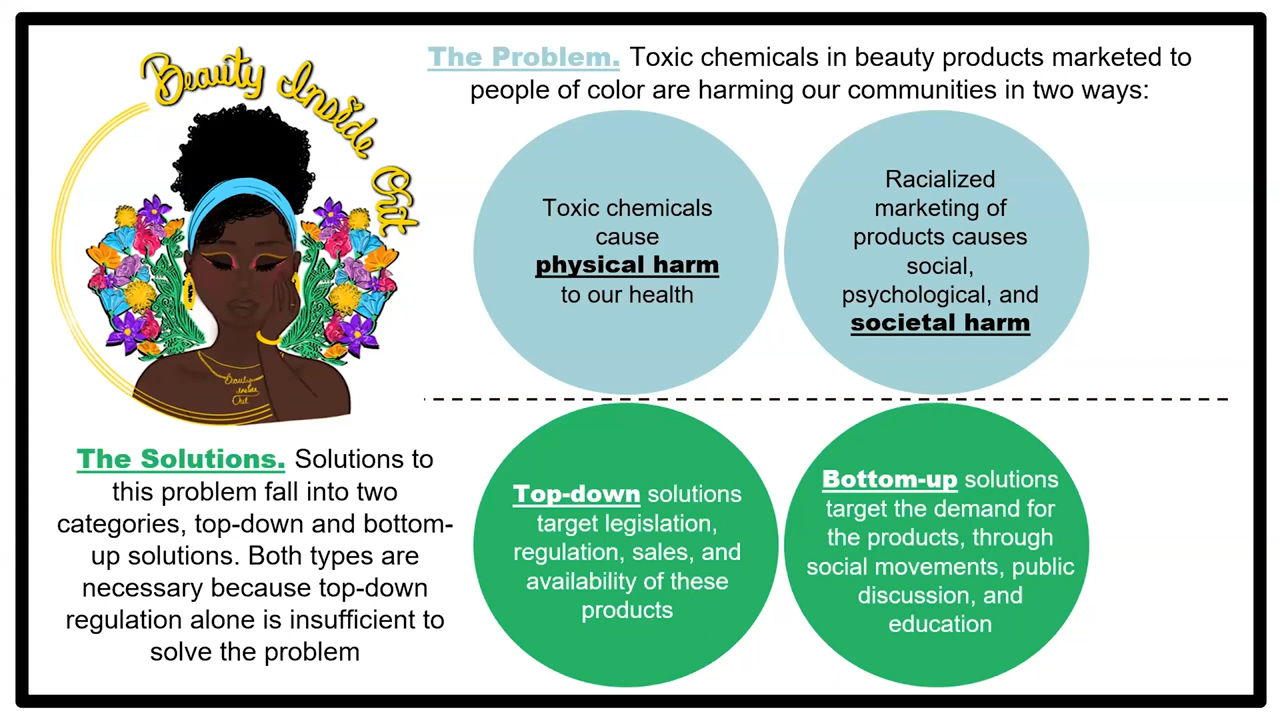 Beauty Inside Out
The Problem. Toxic chemicals in beauty products marketed to
people of color are harming our communities in two ways:
Toxic chemicals
cause
physical harm
to our health
Racialized
marketing of
products causes
social,
psychological, and
societal harm
Beauty
Inside
Out
The Solutions. Solutions to
this problem fall into two
categories, top-down and bottom-
up solutions. Both types are
necessary because top-down
regulation alone is insufficient to
solve the problem
Top-down solutions
target legislation,
regulation, sales, and
availability of these
products
Bottom-up solutions
target the demand for
the products, through
social movements, public
discussion, and
education